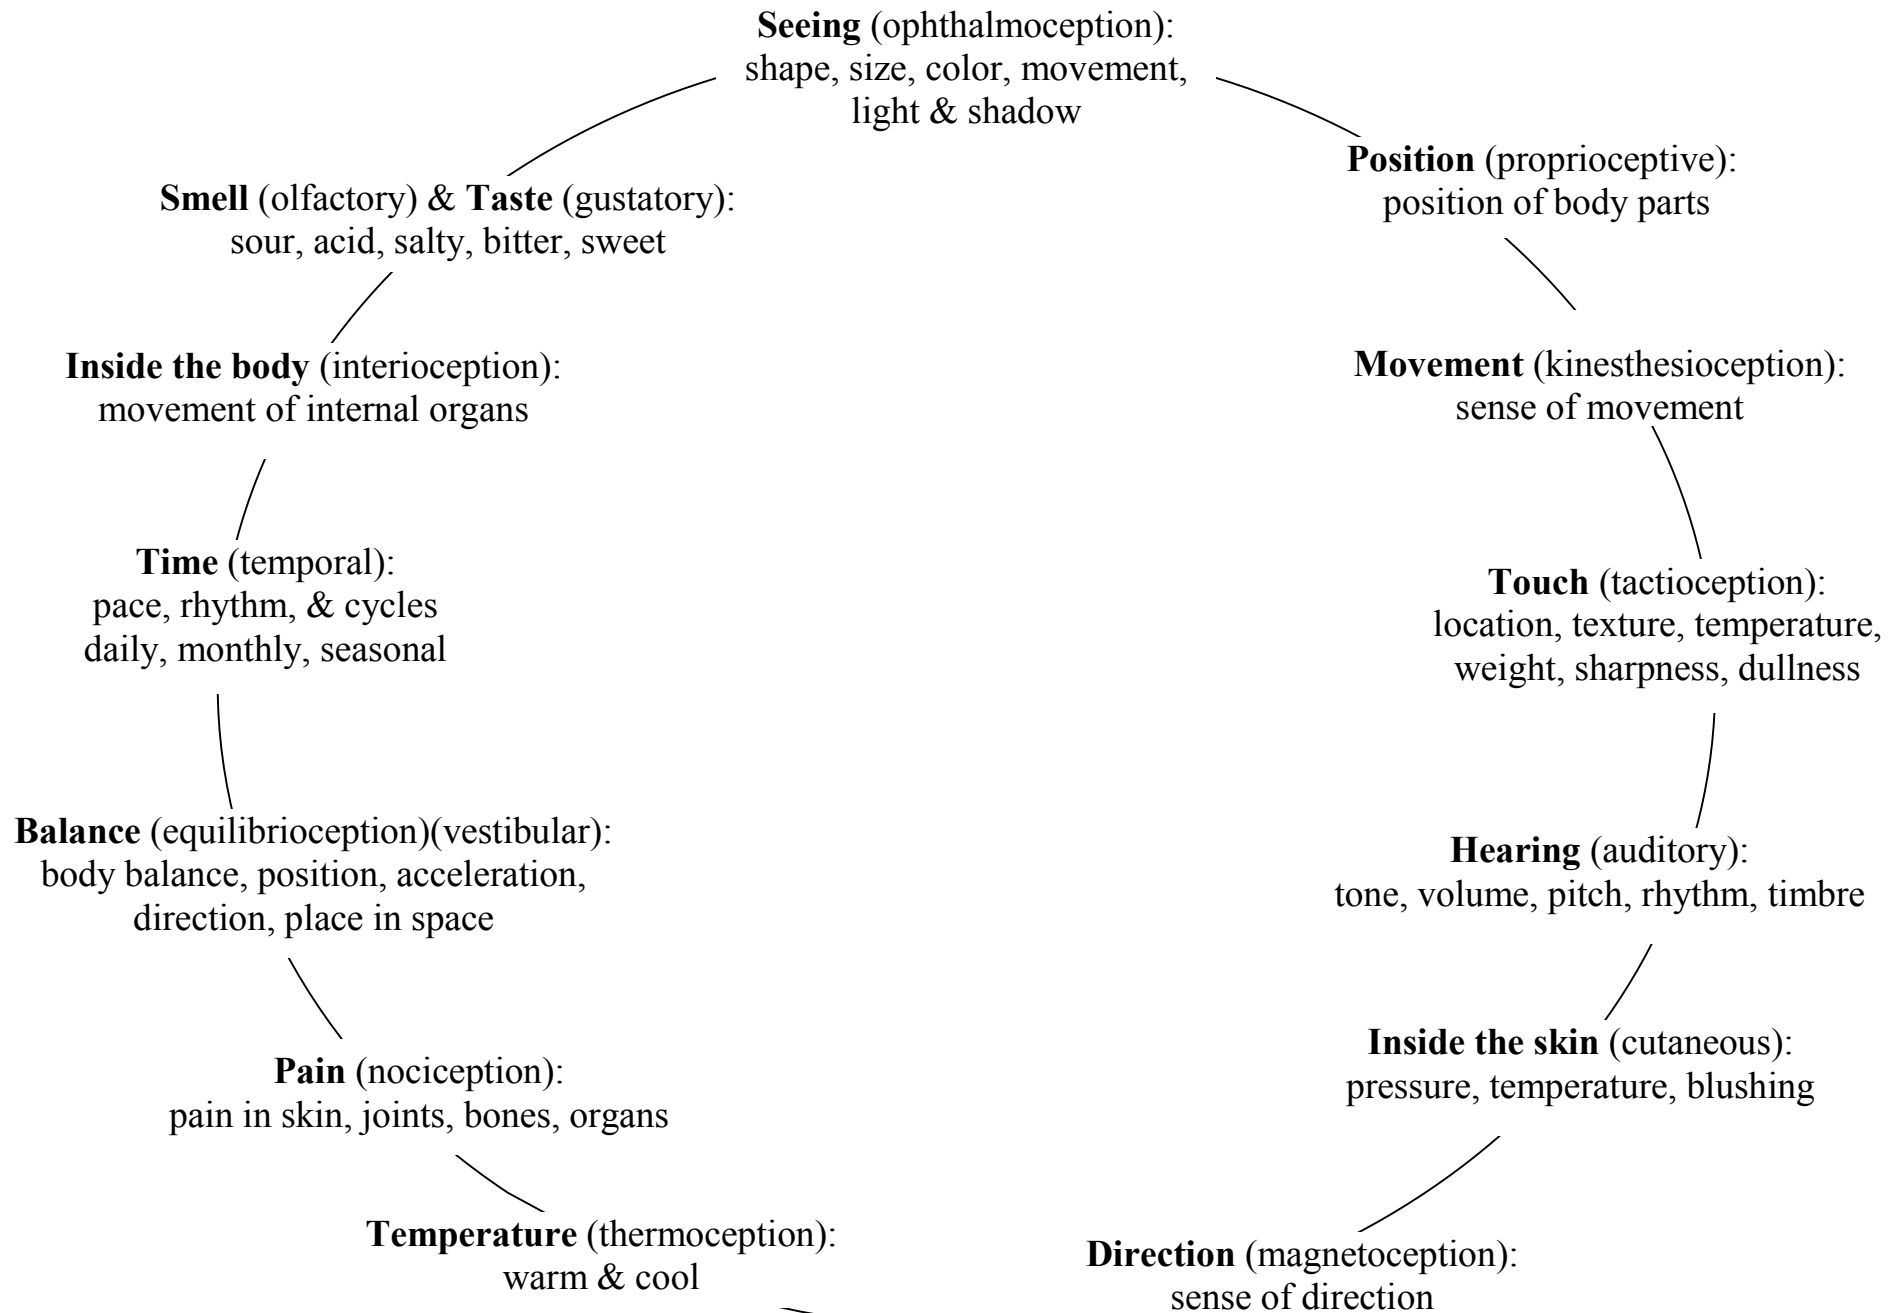 Seeing (ophthalmoception):
shape, size, color, movement,
light & shadow
Position (proprioceptive):
position of body parts
Smell (olfactory) & Taste (gustatory):
sour, acid, salty, bitter, sweet
Inside the body (interioception):
movement of internal organs
Movement (kinesthesioception):
sense of movement
Time (temporal):
pace, rhythm, & cycles
daily, monthly, seasonal
Touch (tactioception):
location, texture, temperature,
weight, sharpness, dullness
Balance (equilibrioception)(vestibular):
body balance, position, acceleration,
direction, place in space
Hearing (auditory):
tone, volume, pitch, rhythm, timbre
Inside the skin (cutaneous):
pressure, temperature, blushing
Pain (nociception):
pain in skin, joints, bones, organs
Temperature (thermoception):
warm & cool
Direction (magnetoception):
sense of direction